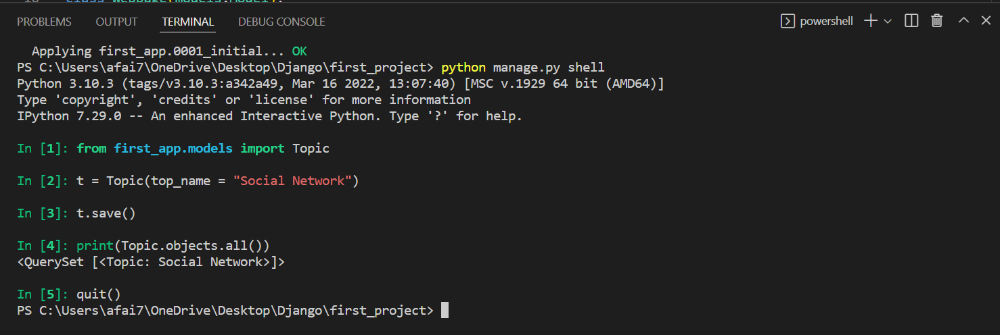 PROBLEMS OUTPUT TERMINAL DEBUG CONSOLE powershell
Applying first_app.0001_initial... OK
PS C:\Users\afai7\OneDrive\Desktop\Django\first_project> python manage.py shell
Python 3.10.3 (tags/v3.10.3:a342a49, Mar 16 2022, 13:07:40) [MSC v.1929 64 bit (AMD64)]
Type 'copyright', 'credits' or 'license' for more information
IPython 7.29.0 -- An enhanced Interactive Python. Type '?' for help.
In [1]: from first_app.models import Topic
In [2]: t = Topic(top_name = "Social Network")
In [3]: t.save()
In [4]: print(Topic.objects.all())
<QuerySet [<Topic: Social Network>]>
In [5]: quit()
PS C:\Users\afai7\OneDrive\Desktop\Django\first_project>